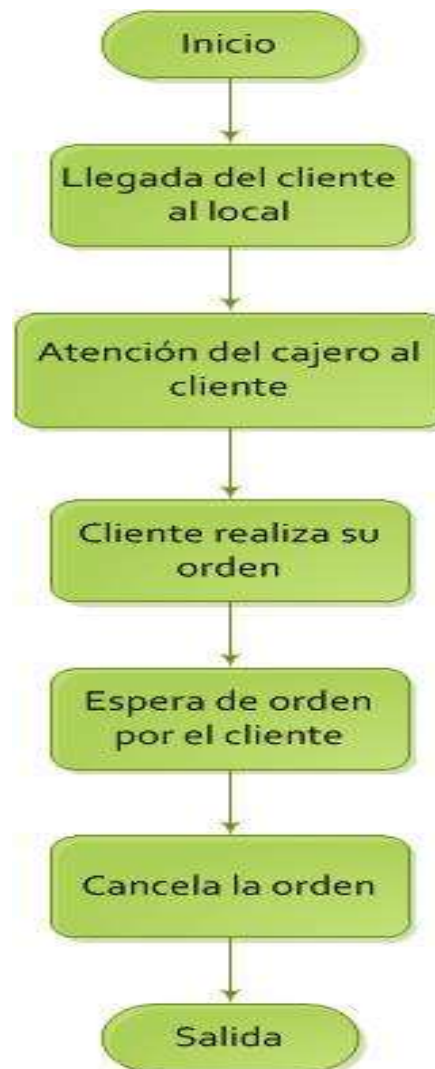 Inicio
Llegada del cliente
al local
Atención del cajero al
cliente
Cliente realiza su
orden
Espera de orden
por el cliente
Cancela la orden
Salida